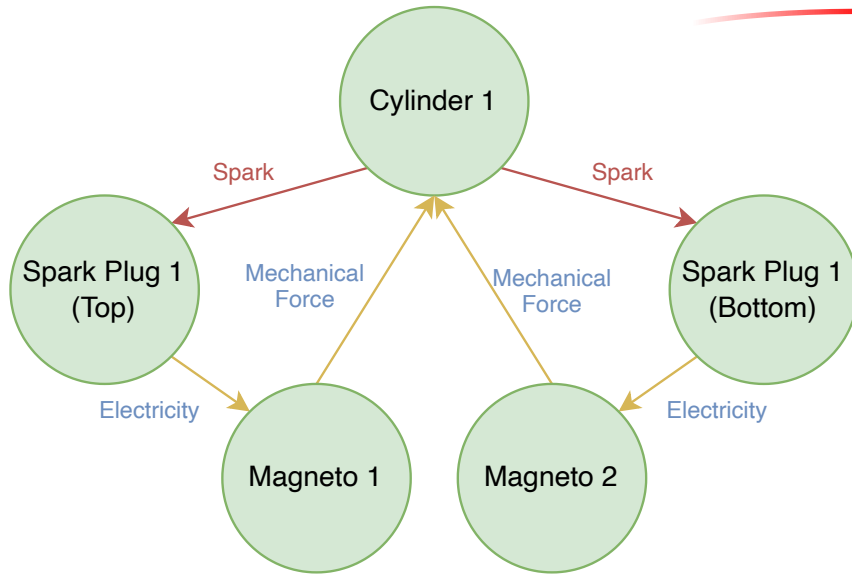 Cylinder 1
Spark
Spark
Spark Plug 1
(Top)
Mechanical
Force
Mechanical
Force
Spark Plug 1
(Bottom)
Electricity
Electricity
Magneto 1
Magneto 2